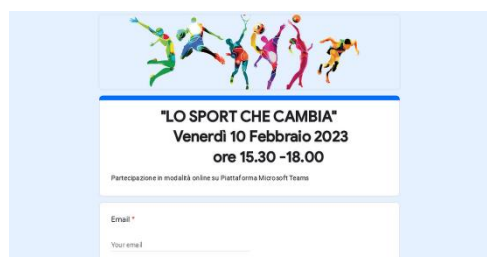 "LO SPORT CHE CAMBIA"
Venerdì 10 Febbraio 2023
ore 15.30 -18.00
Partecipazione in modalità online su Piattaforma Microsoft Teams
Email *
Your email